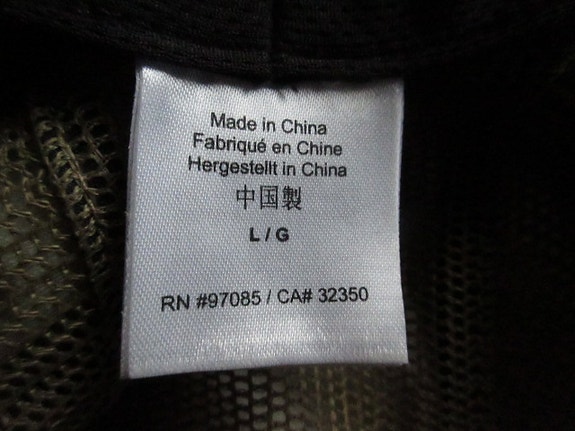 Made in China
Fabriqué en Chine
Hergestellt in China
中国製
L / G
RN #97085 / CA# 32350